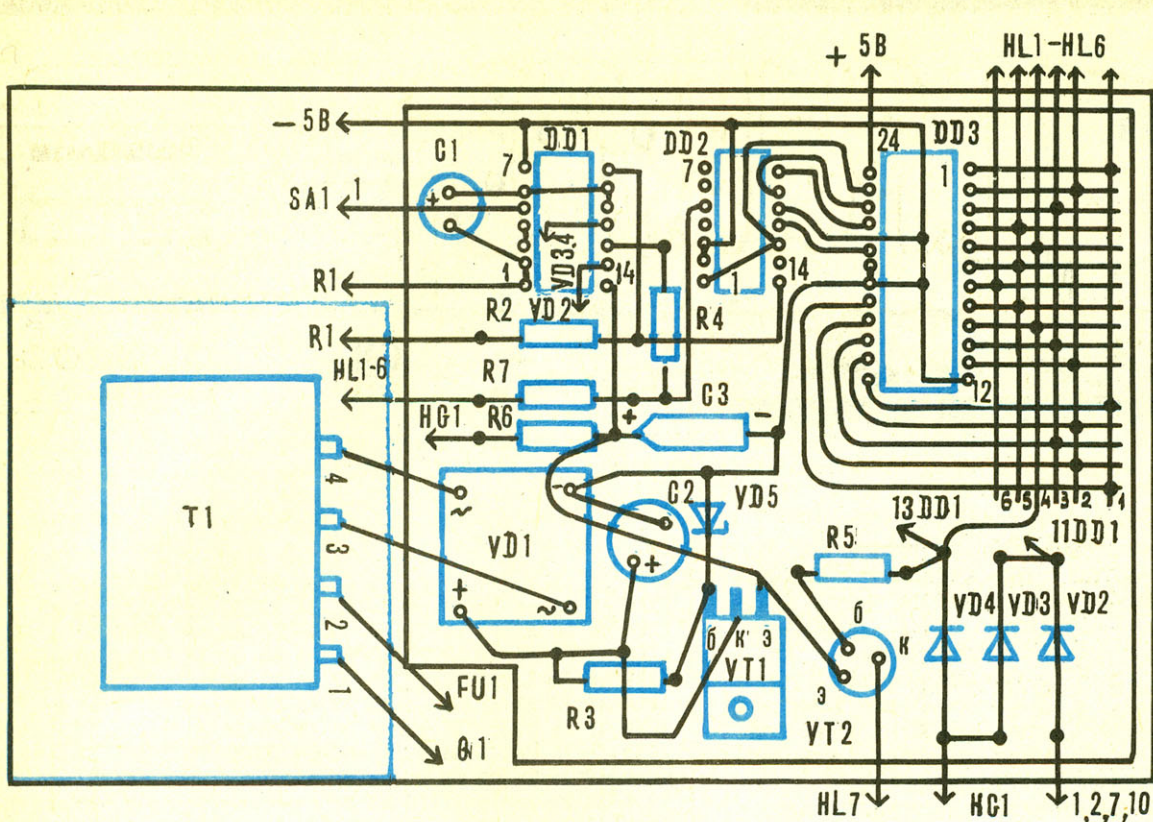 + 5В
HL1-HL6
- 5В
C1
7
DD1
DD2
7
24
DD3
1
SA1 1
+
VD3,4
R1
1
14
1
14
R2
VD2
R4
R1
HL1-6
R7
12
HG1
R6
+
C3
-
6 5 4 3 2 1
T1
4
3
2
1
~
-
VD1
+
~
C2
+
VD5
13DD1
11DD1
R5
б
к
э
VD4
VD3
VD2
б к э
VT1
R3
VT2
FU1
HL7
HG1
1,2,7,10